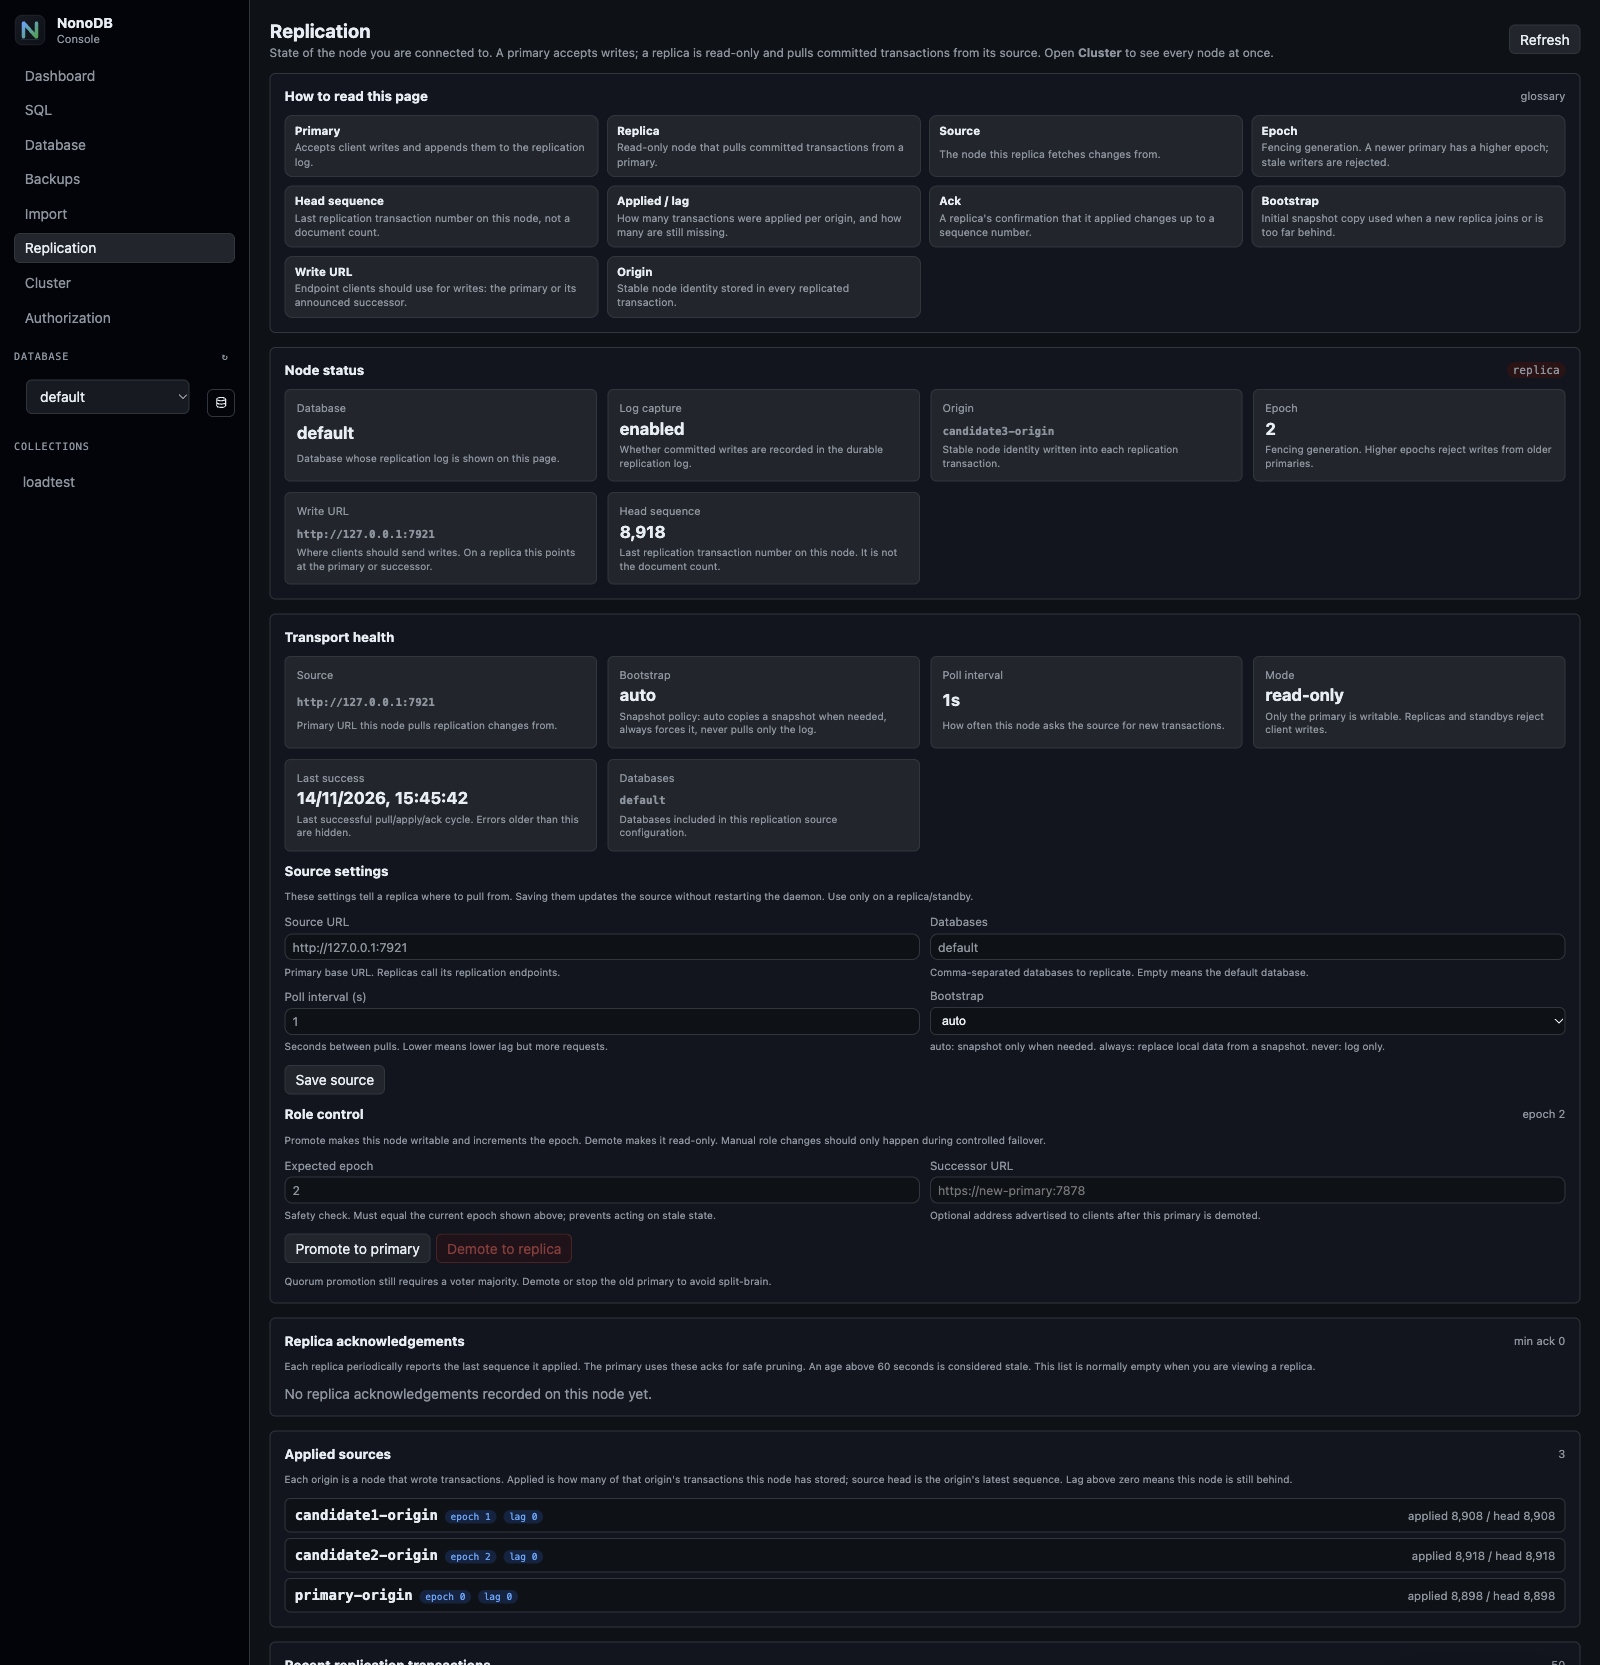 NonoDB
Console
Dashboard
SQL
Database
Backups
Import
Replication
Cluster
Authorization
DATABASE
default
COLLECTIONS
loadtest
Replication
State of the node you are connected to. A primary accepts writes; a replica is read-only and pulls committed transactions from its source. Open Cluster to see every node at once.
Refresh
How to read this page
glossary
Primary
Accepts client writes and appends them to the replication
log.
Replica
Read-only node that pulls committed transactions from a
primary.
Source
The node this replica fetches changes from.
Epoch
Fencing generation. A newer primary has a higher epoch;
stale writers are rejected.
Head sequence
Last replication transaction number on this node, not a
document count.
Applied / lag
How many transactions were applied per origin, and how
many are still missing.
Ack
A replica's confirmation that it applied changes up to a
sequence number.
Bootstrap
Initial snapshot copy used when a new replica joins or is
too far behind.
Write URL
Endpoint clients should use for writes: the primary or its
announced successor.
Origin
Stable node identity stored in every replicated
transaction.
Node status
replica
Database
default
Database whose replication log is shown on this page.
Log capture
enabled
Whether committed writes are recorded in the durable
replication log.
Origin
candidate3-origin
Stable node identity written into each replication
transaction.
Epoch
2
Fencing generation. Higher epochs reject writes from older
primaries.
Write URL
http://127.0.0.1:7921
Where clients should send writes. On a replica this points
at the primary or successor.
Head sequence
8,918
Last replication transaction number on this node. It is not
the document count.
Transport health
Source
http://127.0.0.1:7921
Primary URL this node pulls replication changes from.
Bootstrap
auto
Snapshot policy: auto copies a snapshot when needed,
always forces it, never pulls only the log.
Poll interval
1s
How often this node asks the source for new transactions.
Mode
read-only
Only the primary is writable. Replicas and standbys reject
client writes.
Last success
14/11/2026, 15:45:42
Last successful pull/apply/ack cycle. Errors older than this
are hidden.
Databases
default
Databases included in this replication source
configuration.
Source settings
These settings tell a replica where to pull from. Saving them updates the source without restarting the daemon. Use only on a replica/standby.
Source URL
http://127.0.0.1:7921
Primary base URL. Replicas call its replication endpoints.
Databases
default
Comma-separated databases to replicate. Empty means the default database.
Poll interval (s)
1
Seconds between pulls. Lower means lower lag but more requests.
Bootstrap
auto
auto: snapshot only when needed. always: replace local data from a snapshot. never: log only.
Save source
Role control
epoch 2
Promote makes this node writable and increments the epoch. Demote makes it read-only. Manual role changes should only happen during controlled failover.
Expected epoch
2
Safety check. Must equal the current epoch shown above; prevents acting on stale state.
Successor URL
https://new-primary:7878
Optional address advertised to clients after this primary is demoted.
Promote to primary
Demote to replica
Quorum promotion still requires a voter majority. Demote or stop the old primary to avoid split-brain.
Replica acknowledgements
min ack 0
Each replica periodically reports the last sequence it applied. The primary uses these acks for safe pruning. An age above 60 seconds is considered stale. This list is normally empty when you are viewing a replica.
No replica acknowledgements recorded on this node yet.
Applied sources
3
Each origin is a node that wrote transactions. Applied is how many of that origin's transactions this node has stored; source head is the origin's latest sequence. Lag above zero means this node is still behind.
candidate1-origin epoch 1 lag 0 applied 8,908 / head 8,908
candidate2-origin epoch 2 lag 0 applied 8,918 / head 8,918
primary-origin epoch 0 lag 0 applied 8,898 / head 8,898
Recent replication transactions
50